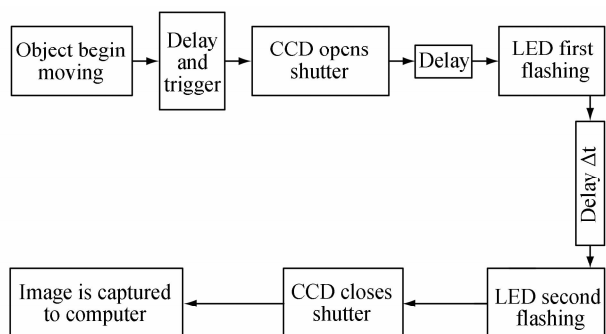 Object begin
moving
Delay
and
trigger
CCD opens
shutter
Delay
LED first
flashing
Delay Δt
LED second
flashing
CCD closes
shutter
Image is captured
to computer